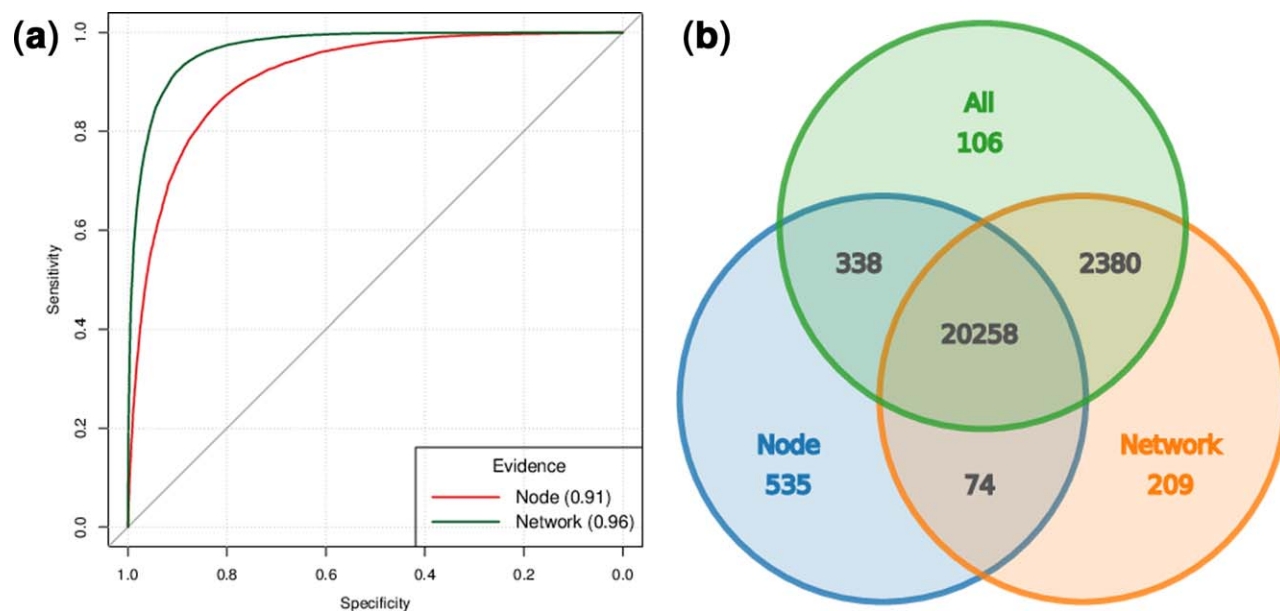 (a)
1.0
0.8
0.6
0.4
0.2
0.0
Sensitivity
1.0 0.8 0.6 0.4 0.2 0.0
Specificity
Evidence
Node (0.91)
Network (0.96)
(b)
All
106
338
2380
20258
Node
535
74
Network
209